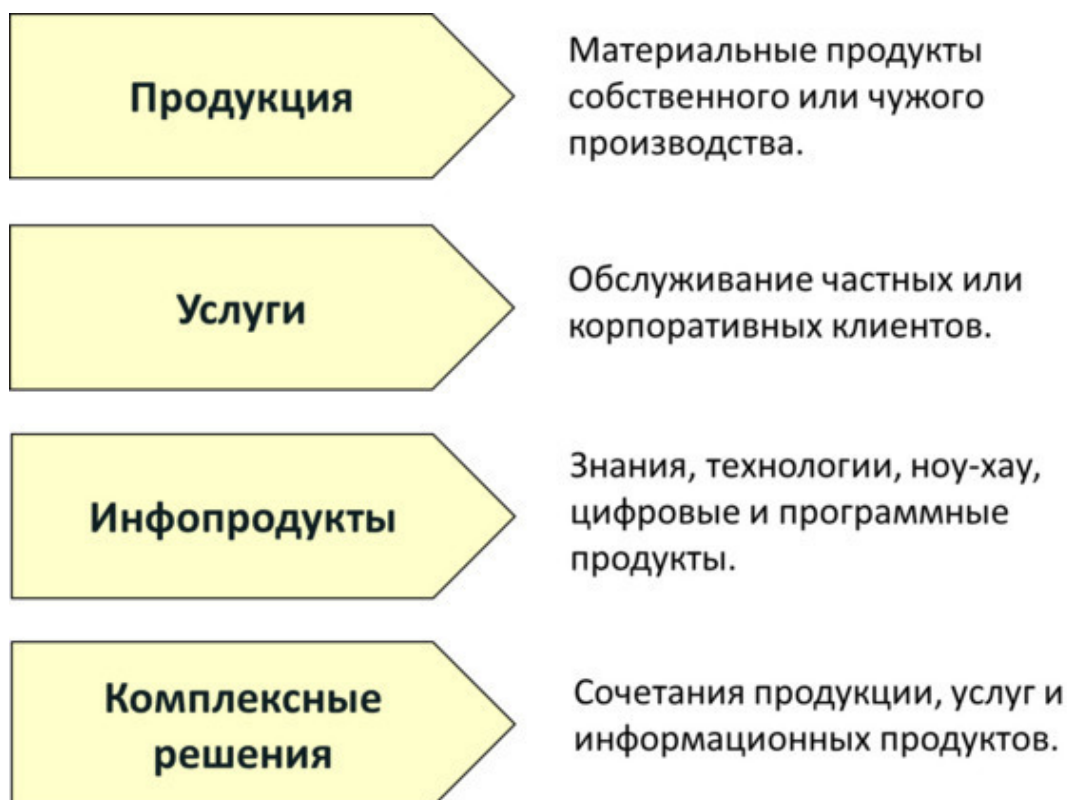 Продукция
Материальные продукты
собственного или чужого
производства.
Услуги
Обслуживание частных или
корпоративных клиентов.
Инфопродукты
Знания, технологии, ноу-хау,
цифровые и программные
продукты.
Комплексные
решения
Сочетания продукции, услуг и
информационных продуктов.